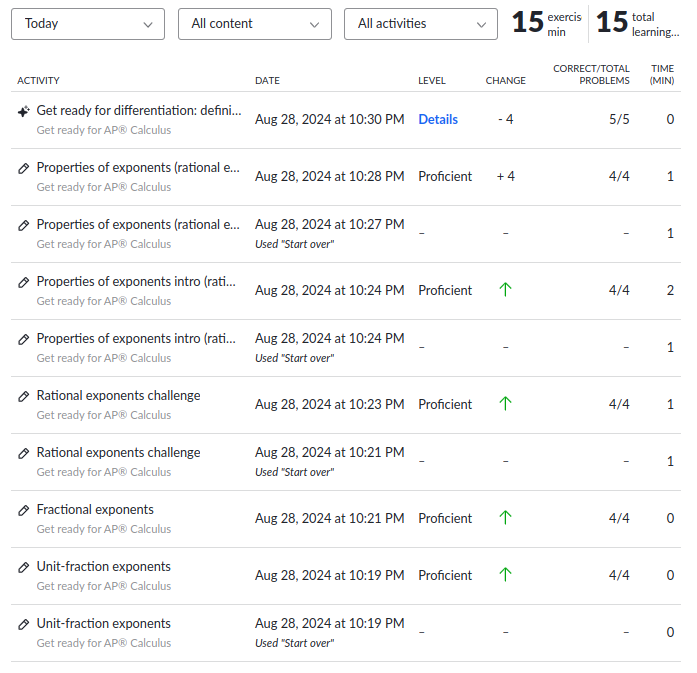 Today All content All activities 15 exercis min 15 total learning...
ACTIVITY DATE LEVEL CHANGE CORRECT/TOTAL PROBLEMS TIME (MIN)
Get ready for differentiation: defini... Aug 28, 2024 at 10:30 PM Details - 4 5/5 0
Get ready for AP® Calculus
Properties of exponents (rational e... Aug 28, 2024 at 10:28 PM Proficient + 4 4/4 1
Get ready for AP® Calculus
Properties of exponents (rational e... Aug 28, 2024 at 10:27 PM – – – 1
Get ready for AP® Calculus Used "Start over"
Properties of exponents intro (rati... Aug 28, 2024 at 10:24 PM Proficient ↑ 4/4 2
Get ready for AP® Calculus
Properties of exponents intro (rati... Aug 28, 2024 at 10:24 PM – – – 1
Get ready for AP® Calculus Used "Start over"
Rational exponents challenge Aug 28, 2024 at 10:23 PM Proficient ↑ 4/4 1
Get ready for AP® Calculus
Rational exponents challenge Aug 28, 2024 at 10:21 PM – – – 1
Get ready for AP® Calculus Used "Start over"
Fractional exponents Aug 28, 2024 at 10:21 PM Proficient ↑ 4/4 0
Get ready for AP® Calculus
Unit-fraction exponents Aug 28, 2024 at 10:19 PM Proficient ↑ 4/4 0
Get ready for AP® Calculus
Unit-fraction exponents Aug 28, 2024 at 10:19 PM – – – 0
Get ready for AP® Calculus Used "Start over"